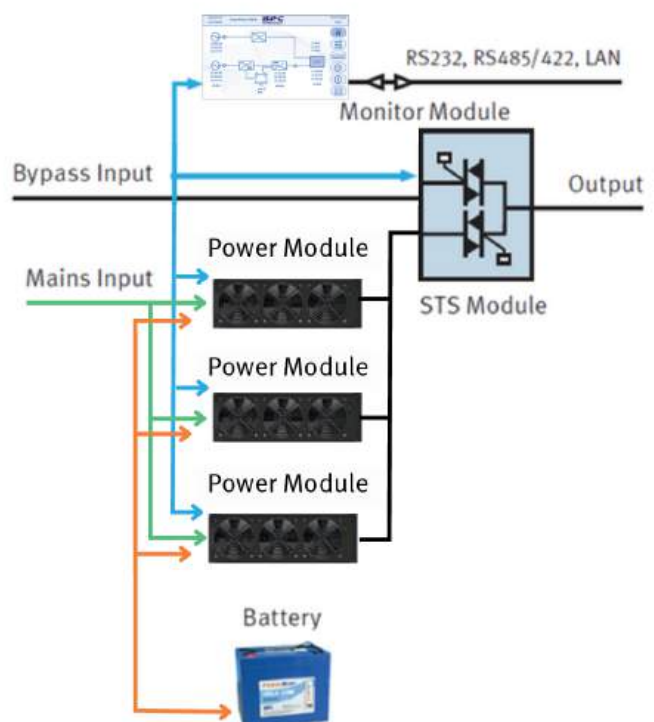 RS232, RS485/422, LAN
Monitor Module
Bypass Input
Output
Power Module
Mains Input
STS Module
Power Module
Power Module
Battery